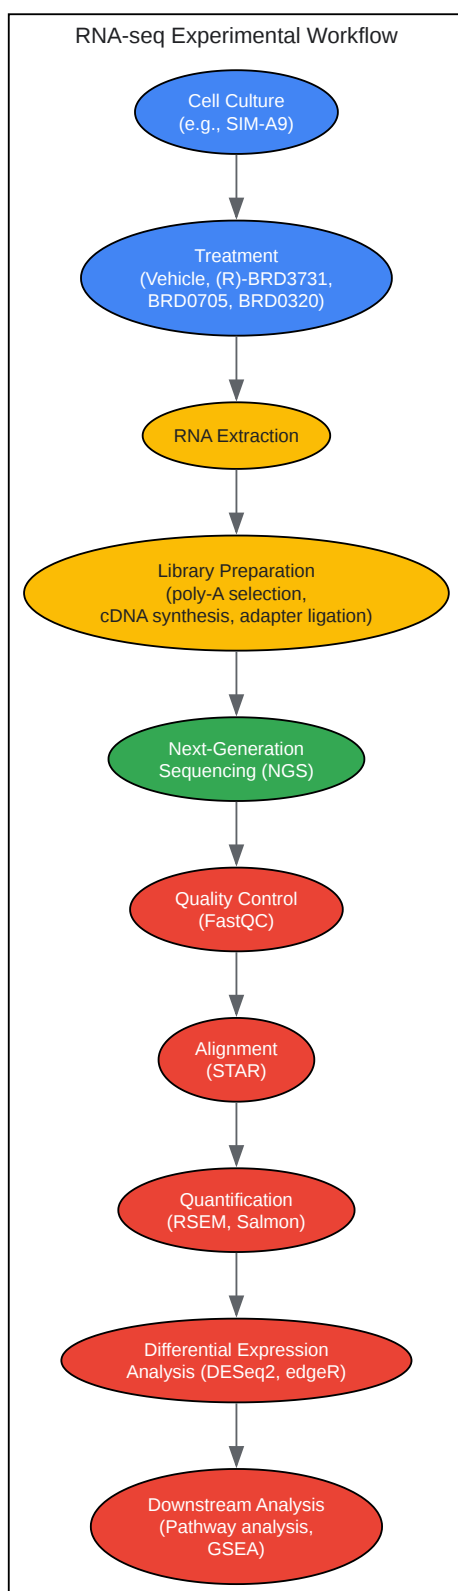 RNA-seq Experimental Workflow
Cell Culture
(e.g., SIM-A9)
Treatment
(Vehicle, (R)-BRD3731,
BRD0705, BRD0320)
RNA Extraction
Library Preparation
(poly-A selection,
cDNA synthesis, adapter ligation)
Next-Generation
Sequencing (NGS)
Quality Control
(FastQC)
Alignment
(STAR)
Quantification
(RSEM, Salmon)
Differential Expression
Analysis (DESeq2, edgeR)
Downstream Analysis
(Pathway analysis,
GSEA)